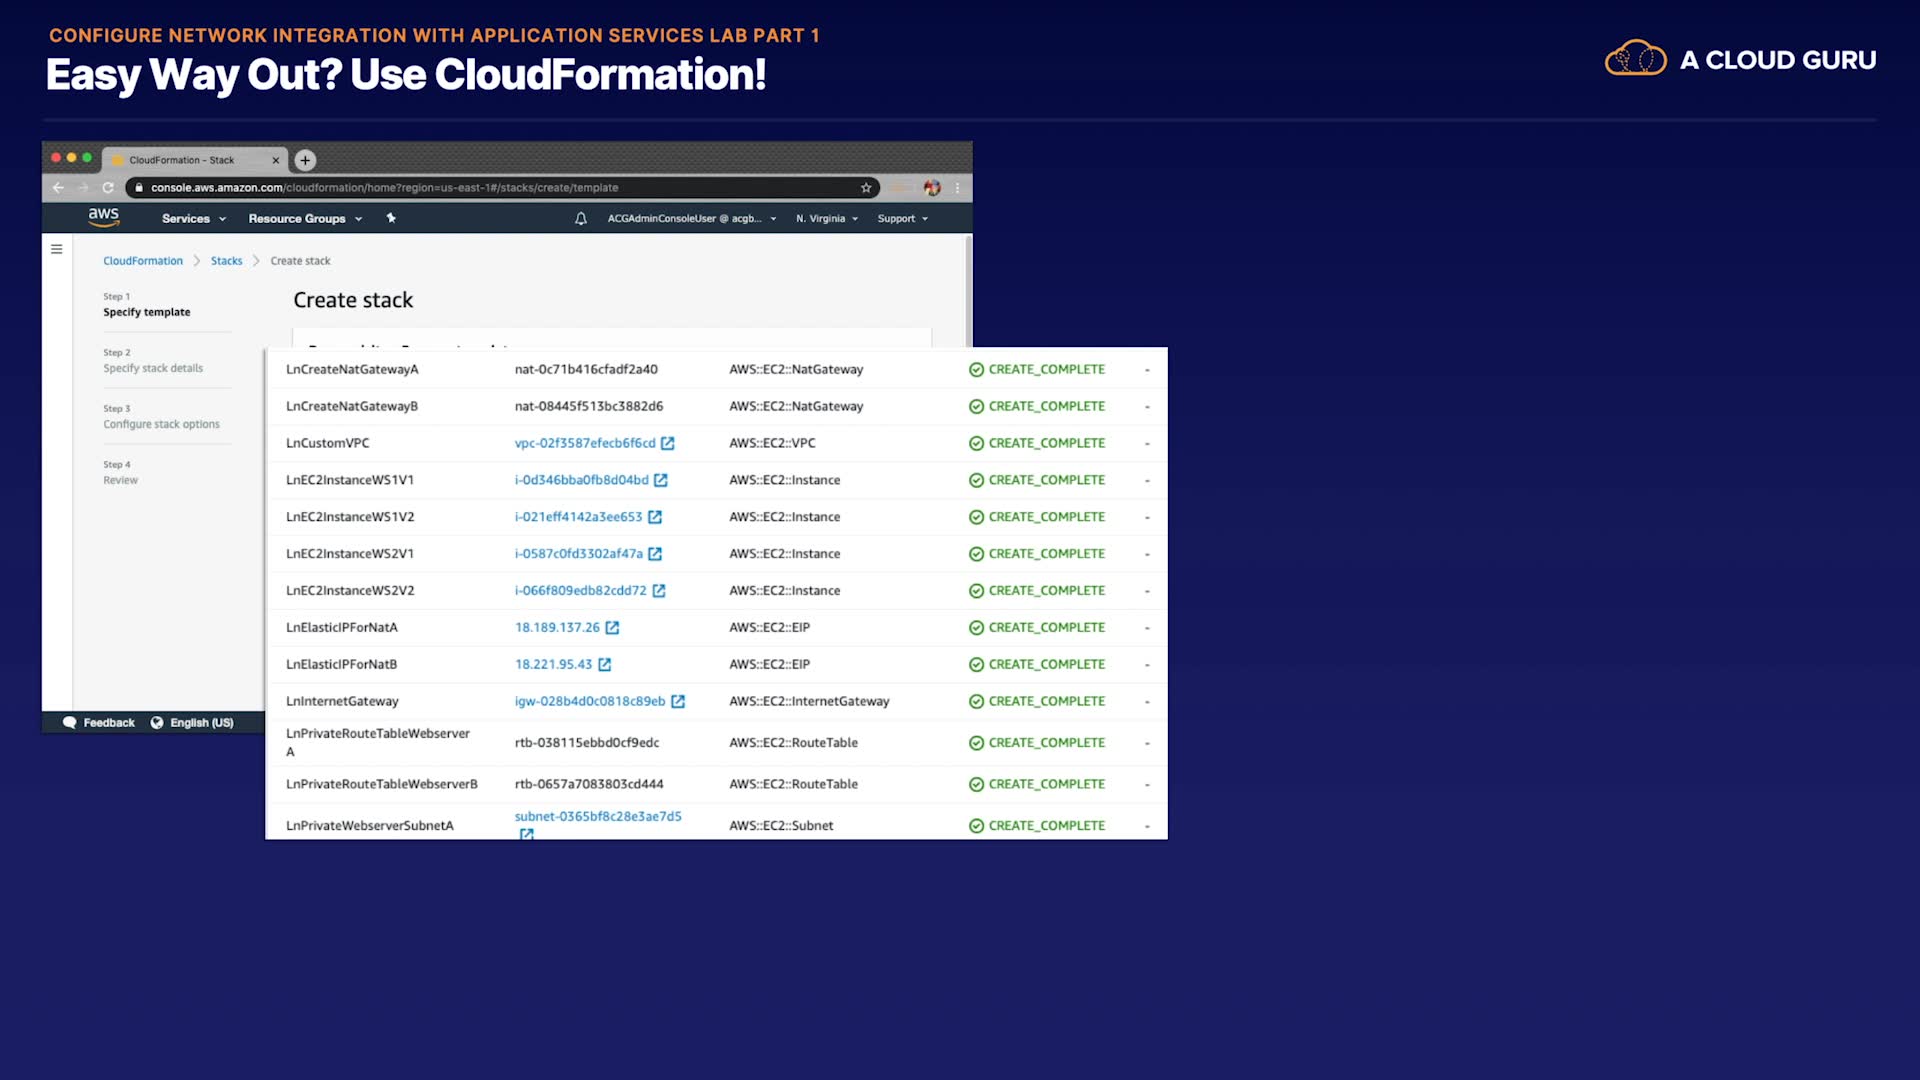 CONFIGURE NETWORK INTEGRATION WITH APPLICATION SERVICES LAB PART 1
Easy Way Out? Use CloudFormation!
A CLOUD GURU
CloudFormation - Stack
console.aws.amazon.com/cloudformation/home?region=us-east-1#/stacks/create/template
aws Services Resource Groups ACGAdminConsoleUser @ acgb... N. Virginia Support
CloudFormation > Stacks > Create stack
Step 1
Specify template
Step 2
Specify stack details
Step 3
Configure stack options
Step 4
Review
Create stack
LnCreateNatGatewayA nat-0c71b416cfadf2a40 AWS::EC2::NatGateway CREATE_COMPLETE -
LnCreateNatGatewayB nat-08445f513bc3882d6 AWS::EC2::NatGateway CREATE_COMPLETE -
LnCustomVPC vpc-02f3587efecb6f6cd AWS::EC2::VPC CREATE_COMPLETE -
LnEC2InstanceWS1V1 i-0d346bba0fb8d04bd AWS::EC2::Instance CREATE_COMPLETE -
LnEC2InstanceWS1V2 i-021eff4142a3ee653 AWS::EC2::Instance CREATE_COMPLETE -
LnEC2InstanceWS2V1 i-0587c0fd3302af47a AWS::EC2::Instance CREATE_COMPLETE -
LnEC2InstanceWS2V2 i-066f809edb82cdd72 AWS::EC2::Instance CREATE_COMPLETE -
LnElasticIPForNatA 18.189.137.26 AWS::EC2::EIP CREATE_COMPLETE -
LnElasticIPForNatB 18.221.95.43 AWS::EC2::EIP CREATE_COMPLETE -
LnInternetGateway igw-028b4d0c0818c89eb AWS::EC2::InternetGateway CREATE_COMPLETE -
LnPrivateRouteTableWebserver
A rtb-038115ebbd0cf9edc AWS::EC2::RouteTable CREATE_COMPLETE -
LnPrivateRouteTableWebserverB rtb-0657a7083803cd444 AWS::EC2::RouteTable CREATE_COMPLETE -
LnPrivateWebserverSubnetA subnet-0365bf8c28e3ae7d5 AWS::EC2::Subnet CREATE_COMPLETE -
Feedback English (US)